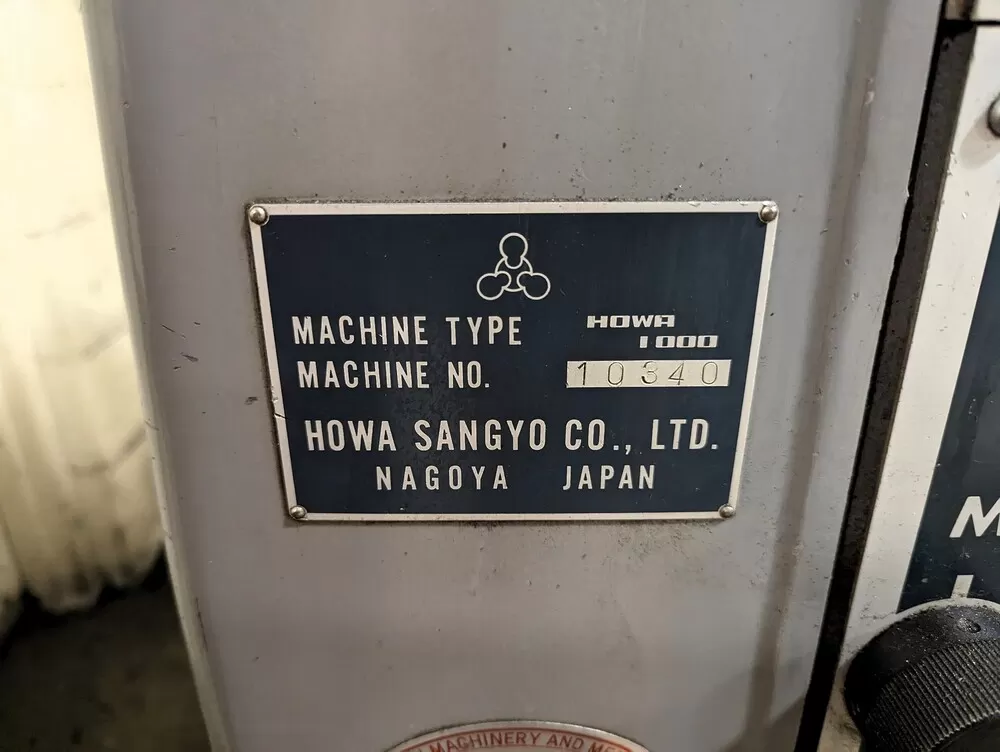 MACHINE TYPE HOWA
1000
MACHINE NO. 10340
HOWA SANGYO CO., LTD.
NAGOYA JAPAN
MACHINERY AND